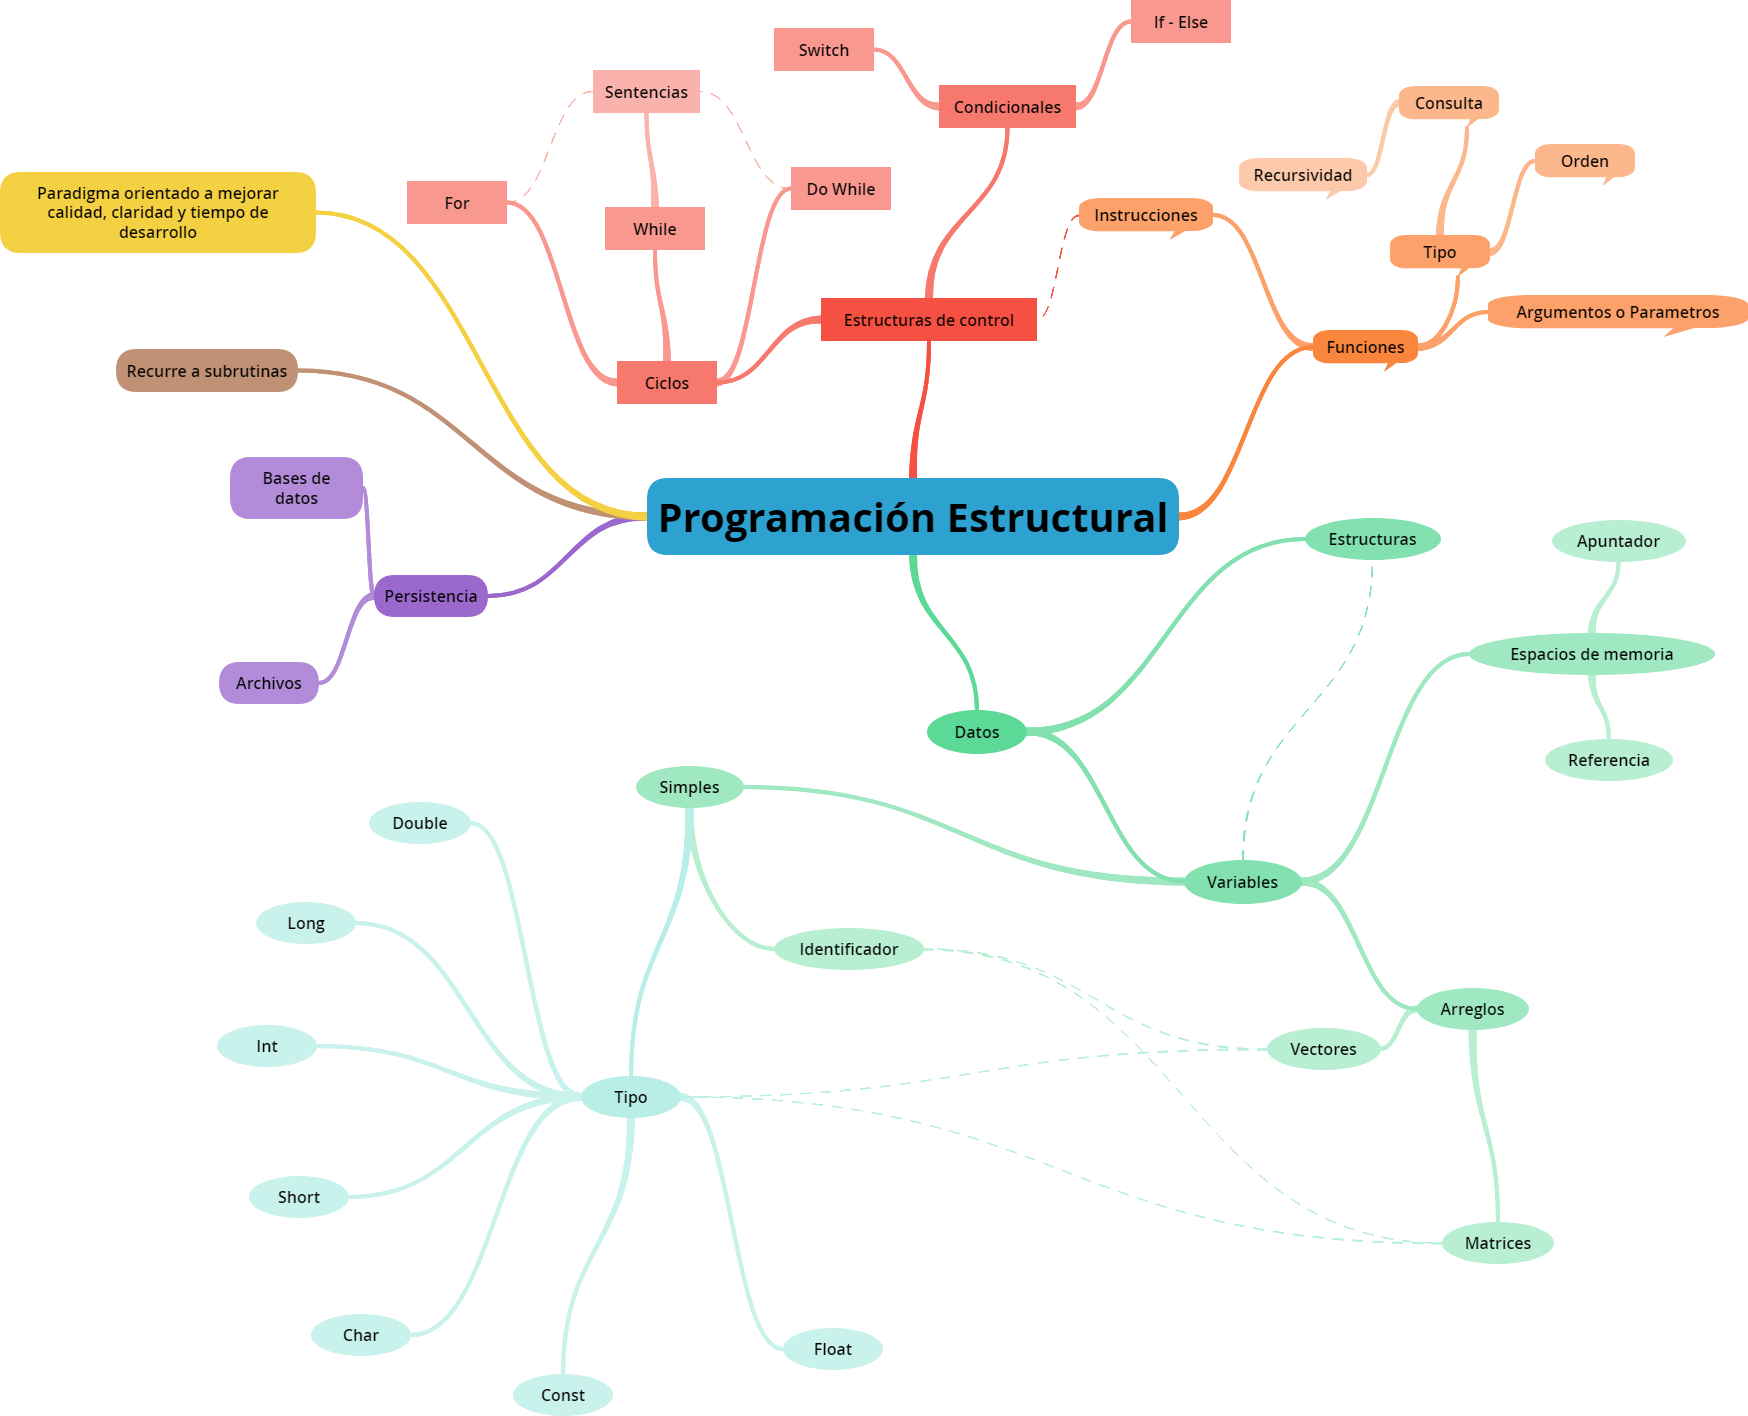 If - Else
Switch
Sentencias
Condicionales
Consulta
Orden
Recursividad
Do While
Paradigma orientado a mejorar
calidad, claridad y tiempo de
desarrollo
For
Instrucciones
While
Tipo
Estructuras de control
Argumentos o Parametros
Funciones
Recurre a subrutinas
Ciclos
Bases de
datos
Programación Estructural
Estructuras
Apuntador
Persistencia
Espacios de memoria
Archivos
Datos
Referencia
Simples
Double
Variables
Long
Identificador
Arreglos
Int
Vectores
Tipo
Short
Matrices
Char
Float
Const